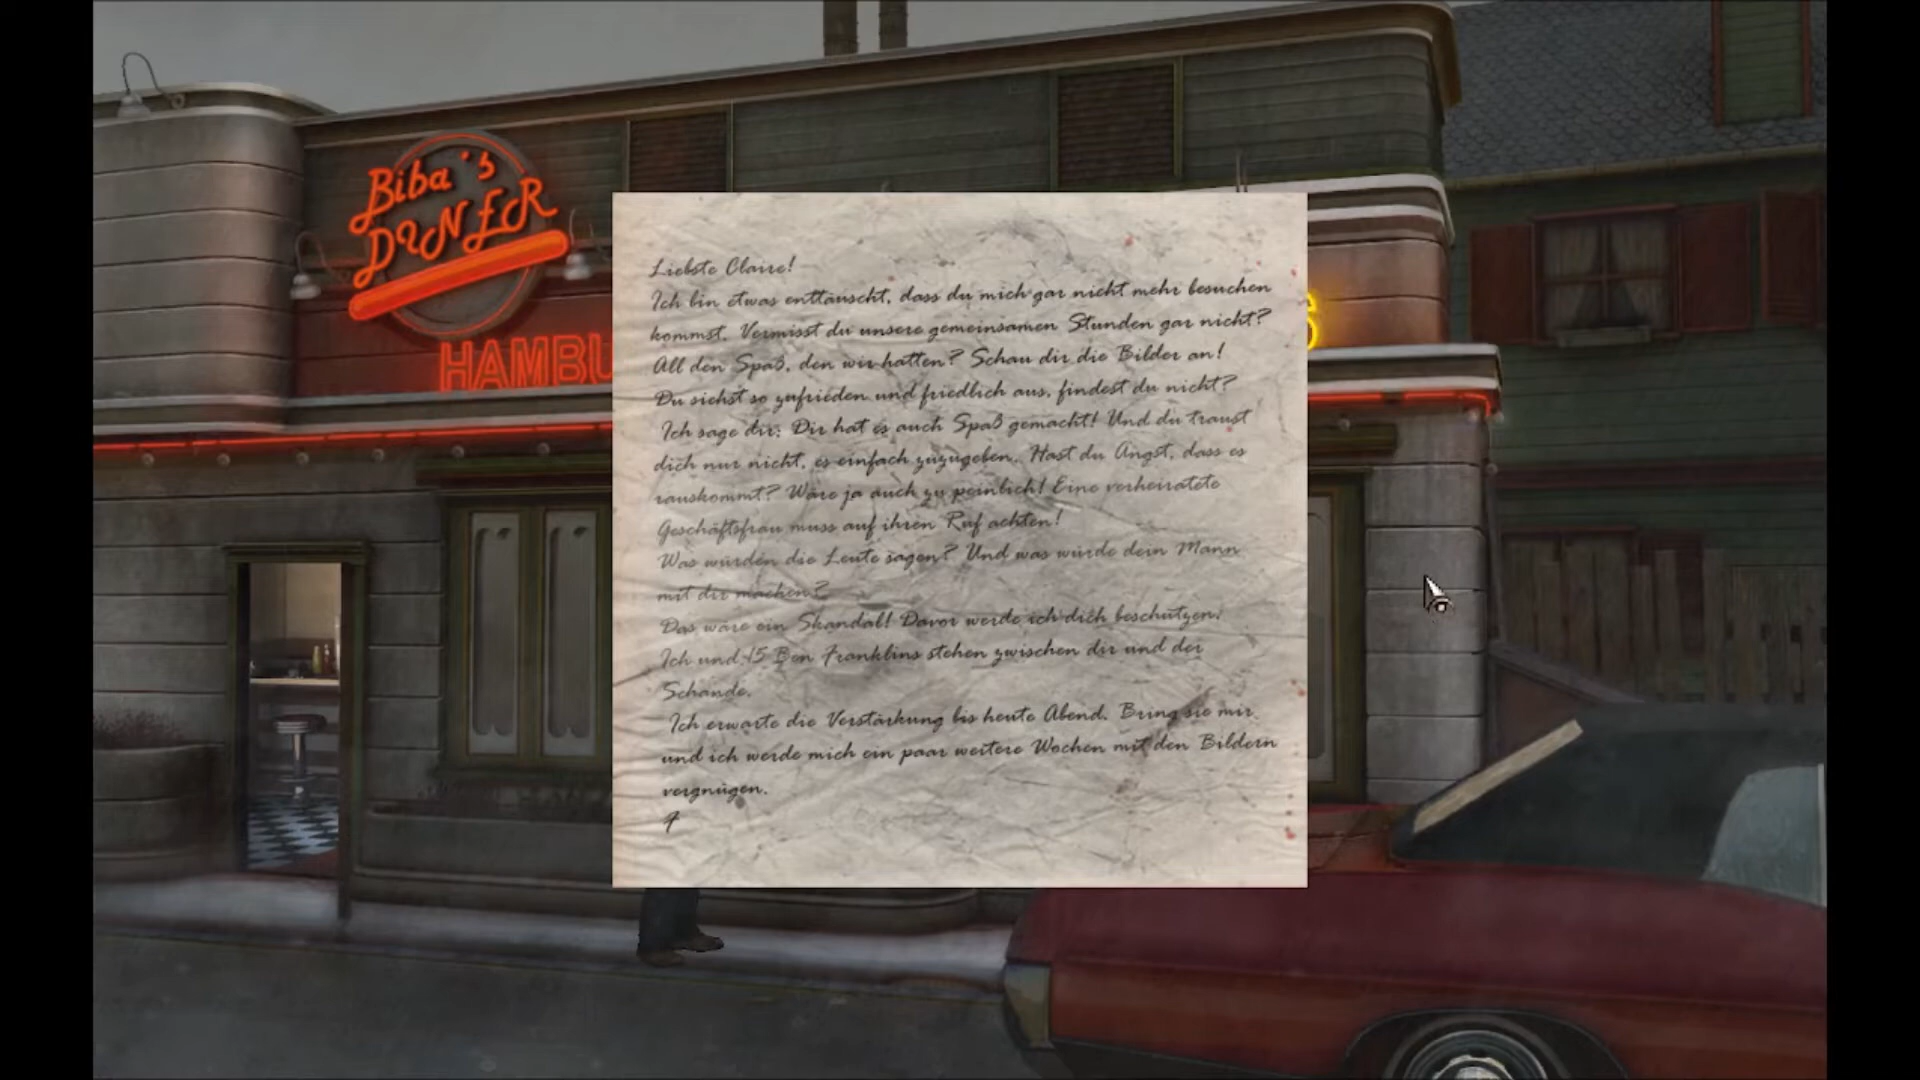 Biba's
DINER
HAMBU
S
Liebste Claire!
Ich bin etwas enttäuscht, dass du mich gar nicht mehr besuchen
kommst. Vermisst du unsere gemeinsamen Stunden gar nicht?
All den Spaß, den wir hatten? Schau dir die Bilder an!
Du siehst so zufrieden und friedlich aus, findest du nicht?
Ich sage dir: Dir hat es auch Spaß gemacht! Und du traust
dich nur nicht, es einfach zuzugeben. Hast du Angst, dass es
rauskommt? Wäre ja auch zu peinlich! Eine verheiratete
Geschäftsfrau muss auf ihren Ruf achten!
Was würden die Leute sagen? Und was würde dein Mann
mit dir machen?
Das wäre ein Skandal! Davor werde ich dich beschützen!
Ich und 15 Ben Franklins stehen zwischen dir und der
Schande.
Ich erwarte die Verstärkung bis heute Abend. Bring sie mir
und ich werde mich ein paar weitere Wochen mit den Bildern
vergnügen.
F